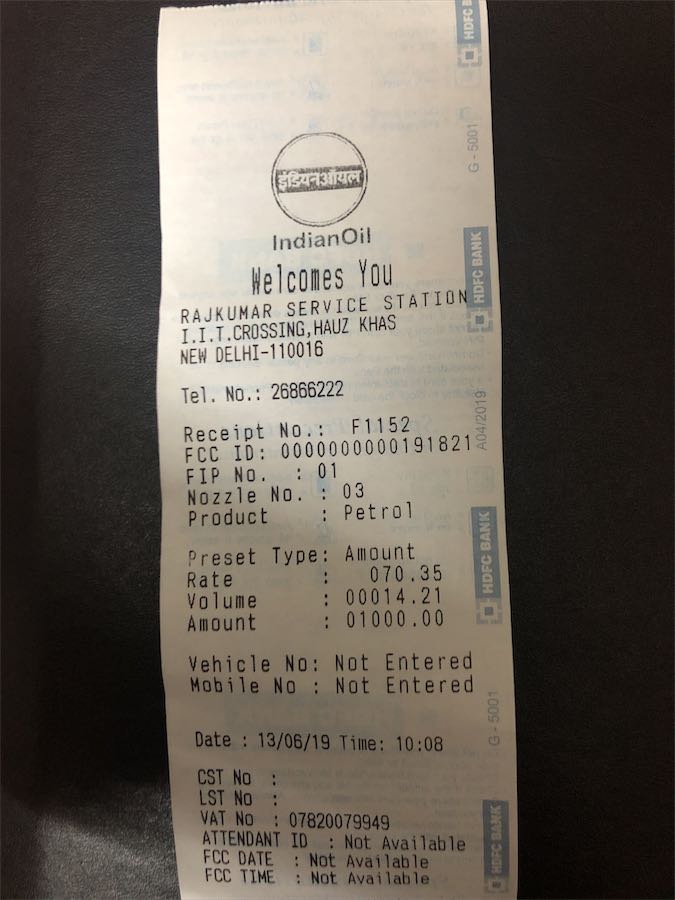 इंडियनऑयल
IndianOil
Welcomes You
RAJKUMAR SERVICE STATION
I.I.T.CROSSING,HAUZ KHAS
NEW DELHI-110016
Tel. No.: 26866222
Receipt No.: F1152
FCC ID: 0000000000191821
FIP No. : 01
Nozzle No. : 03
Product : Petrol
Preset Type: Amount
Rate : 070.35
Volume : 00014.21
Amount : 01000.00
Vehicle No: Not Entered
Mobile No : Not Entered
Date : 13/06/19 Time: 10:08
CST No :
LST No :
VAT No : 07820079949
ATTENDANT ID : Not Available
FCC DATE : Not Available
FCC TIME : Not Available
HDFC B
G - 5001
HDFC BANK
A04/2019
HDFC BANK
G - 5001
HDFC BANK